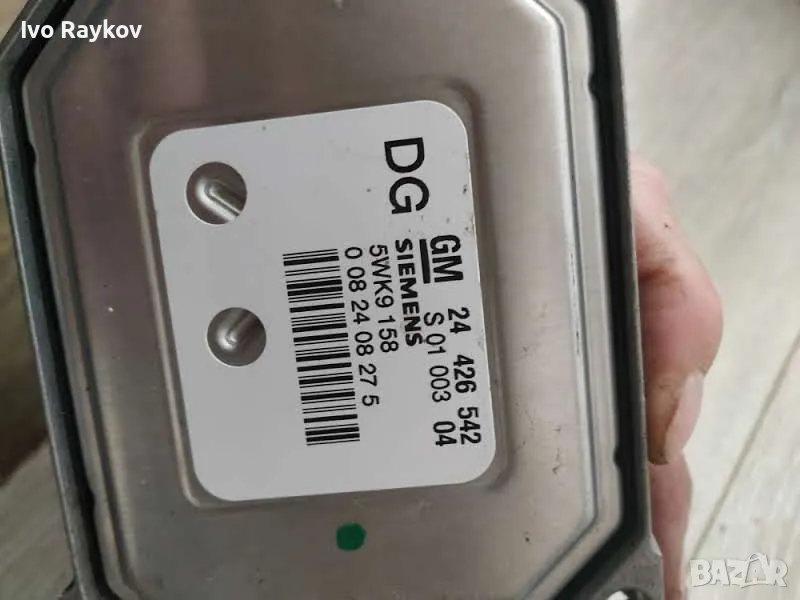 Ivo Raykov
DG
GM 24 426 542
SIEMENS S 01 003 04
5WK9 158
0 08 24 08 27 5
BAZAR